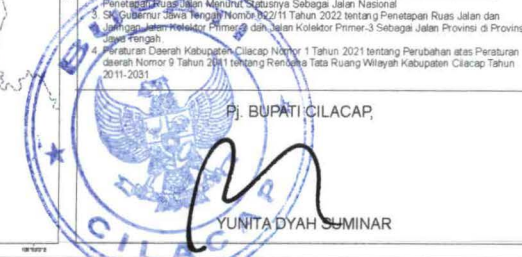 Penetapan Ruas Jalan Menurut Statusnya Sebagai Jalan Nasional
3. SK Gubernur Jawa Tengah Nomor 622/11 Tahun 2022 tentang Penetapan Ruas Jalan dan
Jaringan Jalan Kolektor Primer-2 dan Jalan Kolektor Primer-3 Sebagai Jalan Provinsi di Provinsi
Jawa Tengah.
4. Peraturan Daerah Kabupaten Cilacap Nomor 1 Tahun 2021 tentang Perubahan atas Peraturan
daerah Nomor 9 Tahun 2011 tentang Rencana Tata Ruang Wilayah Kabupaten Cilacap Tahun
2011-2031
Pj. BUPATI CILACAP,
YUNITA DYAH SUMINAR
CILACAP